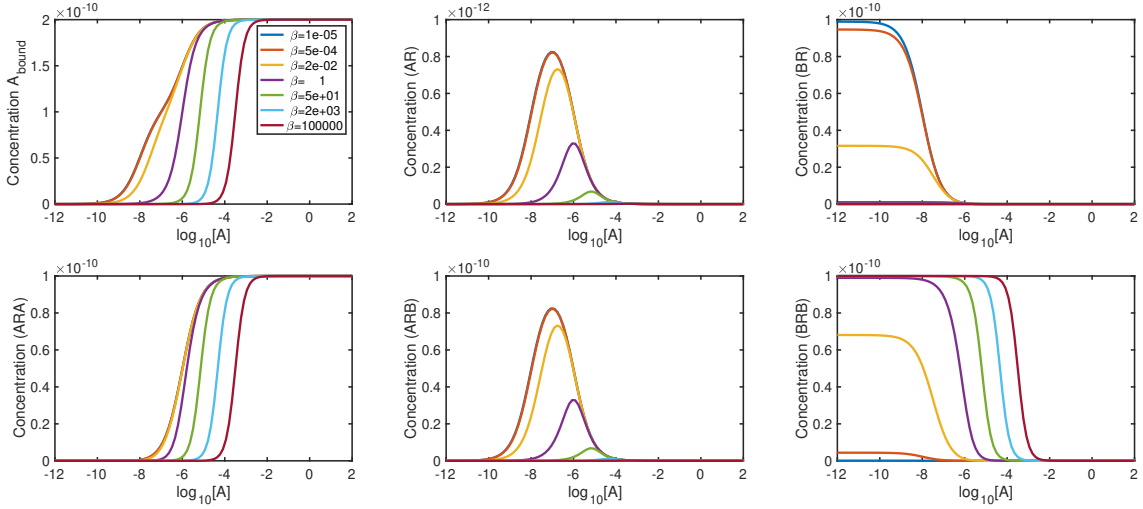 ×10⁻¹⁰
2
1.5
1
0.5
0
Concentration A_bound
β=1e-05
β=5e-04
β=2e-02
β= 1
β=5e+01
β=2e+03
β=100000
-12 -10 -8 -6 -4 -2 0 2
log₁₀[A]
×10⁻¹²
1
0.8
0.6
0.4
0.2
0
Concentration (AR)
-12 -10 -8 -6 -4 -2 0 2
log₁₀[A]
×10⁻¹⁰
1
0.8
0.6
0.4
0.2
0
Concentration (BR)
-12 -10 -8 -6 -4 -2 0 2
log₁₀[A]
×10⁻¹⁰
1
0.8
0.6
0.4
0.2
0
Concentration (ARA)
-12 -10 -8 -6 -4 -2 0 2
log₁₀[A]
×10⁻¹⁰
1
0.8
0.6
0.4
0.2
0
Concentration (ARB)
-12 -10 -8 -6 -4 -2 0 2
log₁₀[A]
×10⁻¹⁰
1
0.8
0.6
0.4
0.2
0
Concentration (BRB)
-12 -10 -8 -6 -4 -2 0 2
log₁₀[A]